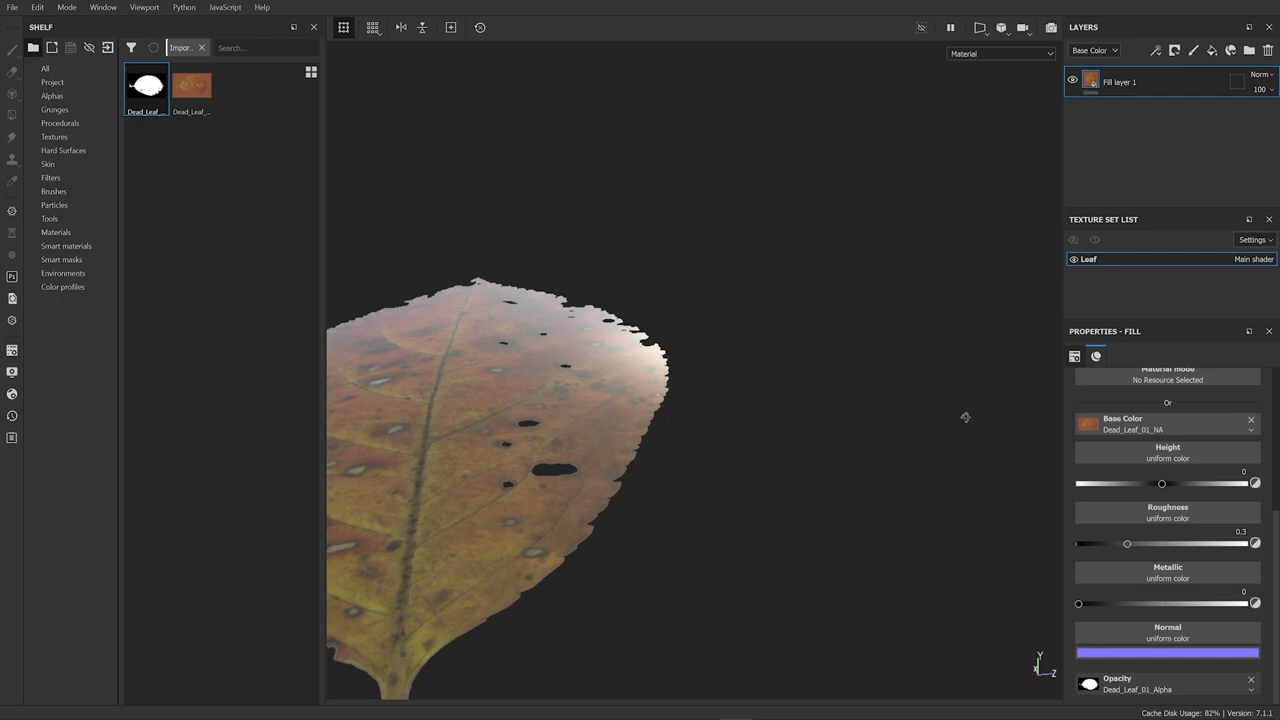 File Edit Mode Window Viewport Python JavaScript Help
SHELF
Impor..
Search...
All
Project
Alphas
Grunges
Procedurals
Textures
Hard Surfaces
Skin
Filters
Brushes
Particles
Tools
Materials
Smart materials
Smart masks
Environments
Color profiles
Dead_Leaf_... Dead_Leaf_...
Material
Y
X
Z
LAYERS
Base Color
Fill layer 1
Norm
100
TEXTURE SET LIST
Settings
Leaf Main shader
PROPERTIES - FILL
Material mode
No Resource Selected
Or
Base Color
Dead_Leaf_01_NA
Height
uniform color
0
Roughness
uniform color
0.3
Metallic
uniform color
0
Normal
uniform color
Opacity
Dead_Leaf_01_Alpha
Cache Disk Usage: 82% | Version: 7.1.1
Ps